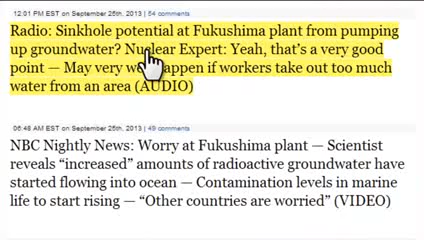 12:01 PM EST on September 25th, 2013 | 54 comments
Radio: Sinkhole potential at Fukushima plant from pumping
up groundwater? Nuclear Expert: Yeah, that's a very good
point — May very happen if workers take out too much
water from an area (AUDIO)
06:48 AM EST on September 25th, 2013 | 49 comments
NBC Nightly News: Worry at Fukushima plant — Scientist
reveals “increased” amounts of radioactive groundwater have
started flowing into ocean — Contamination levels in marine
life to start rising — “Other countries are worried” (VIDEO)